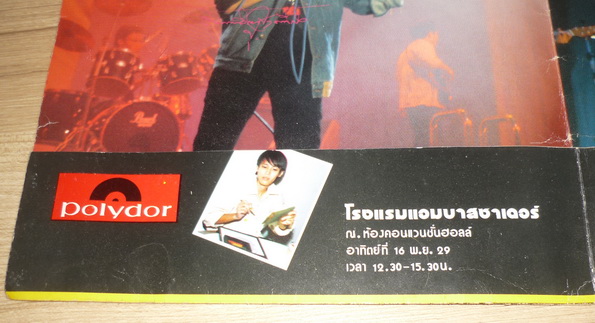 Pearl
polydor
โรงแรมแอมบาสซาเดอร์
ณ.ห้องคอนแวนชั่นฮอลล์
อาทิตย์ที่ 16 พ.ย. 29
เวลา 12.30-15.30น.